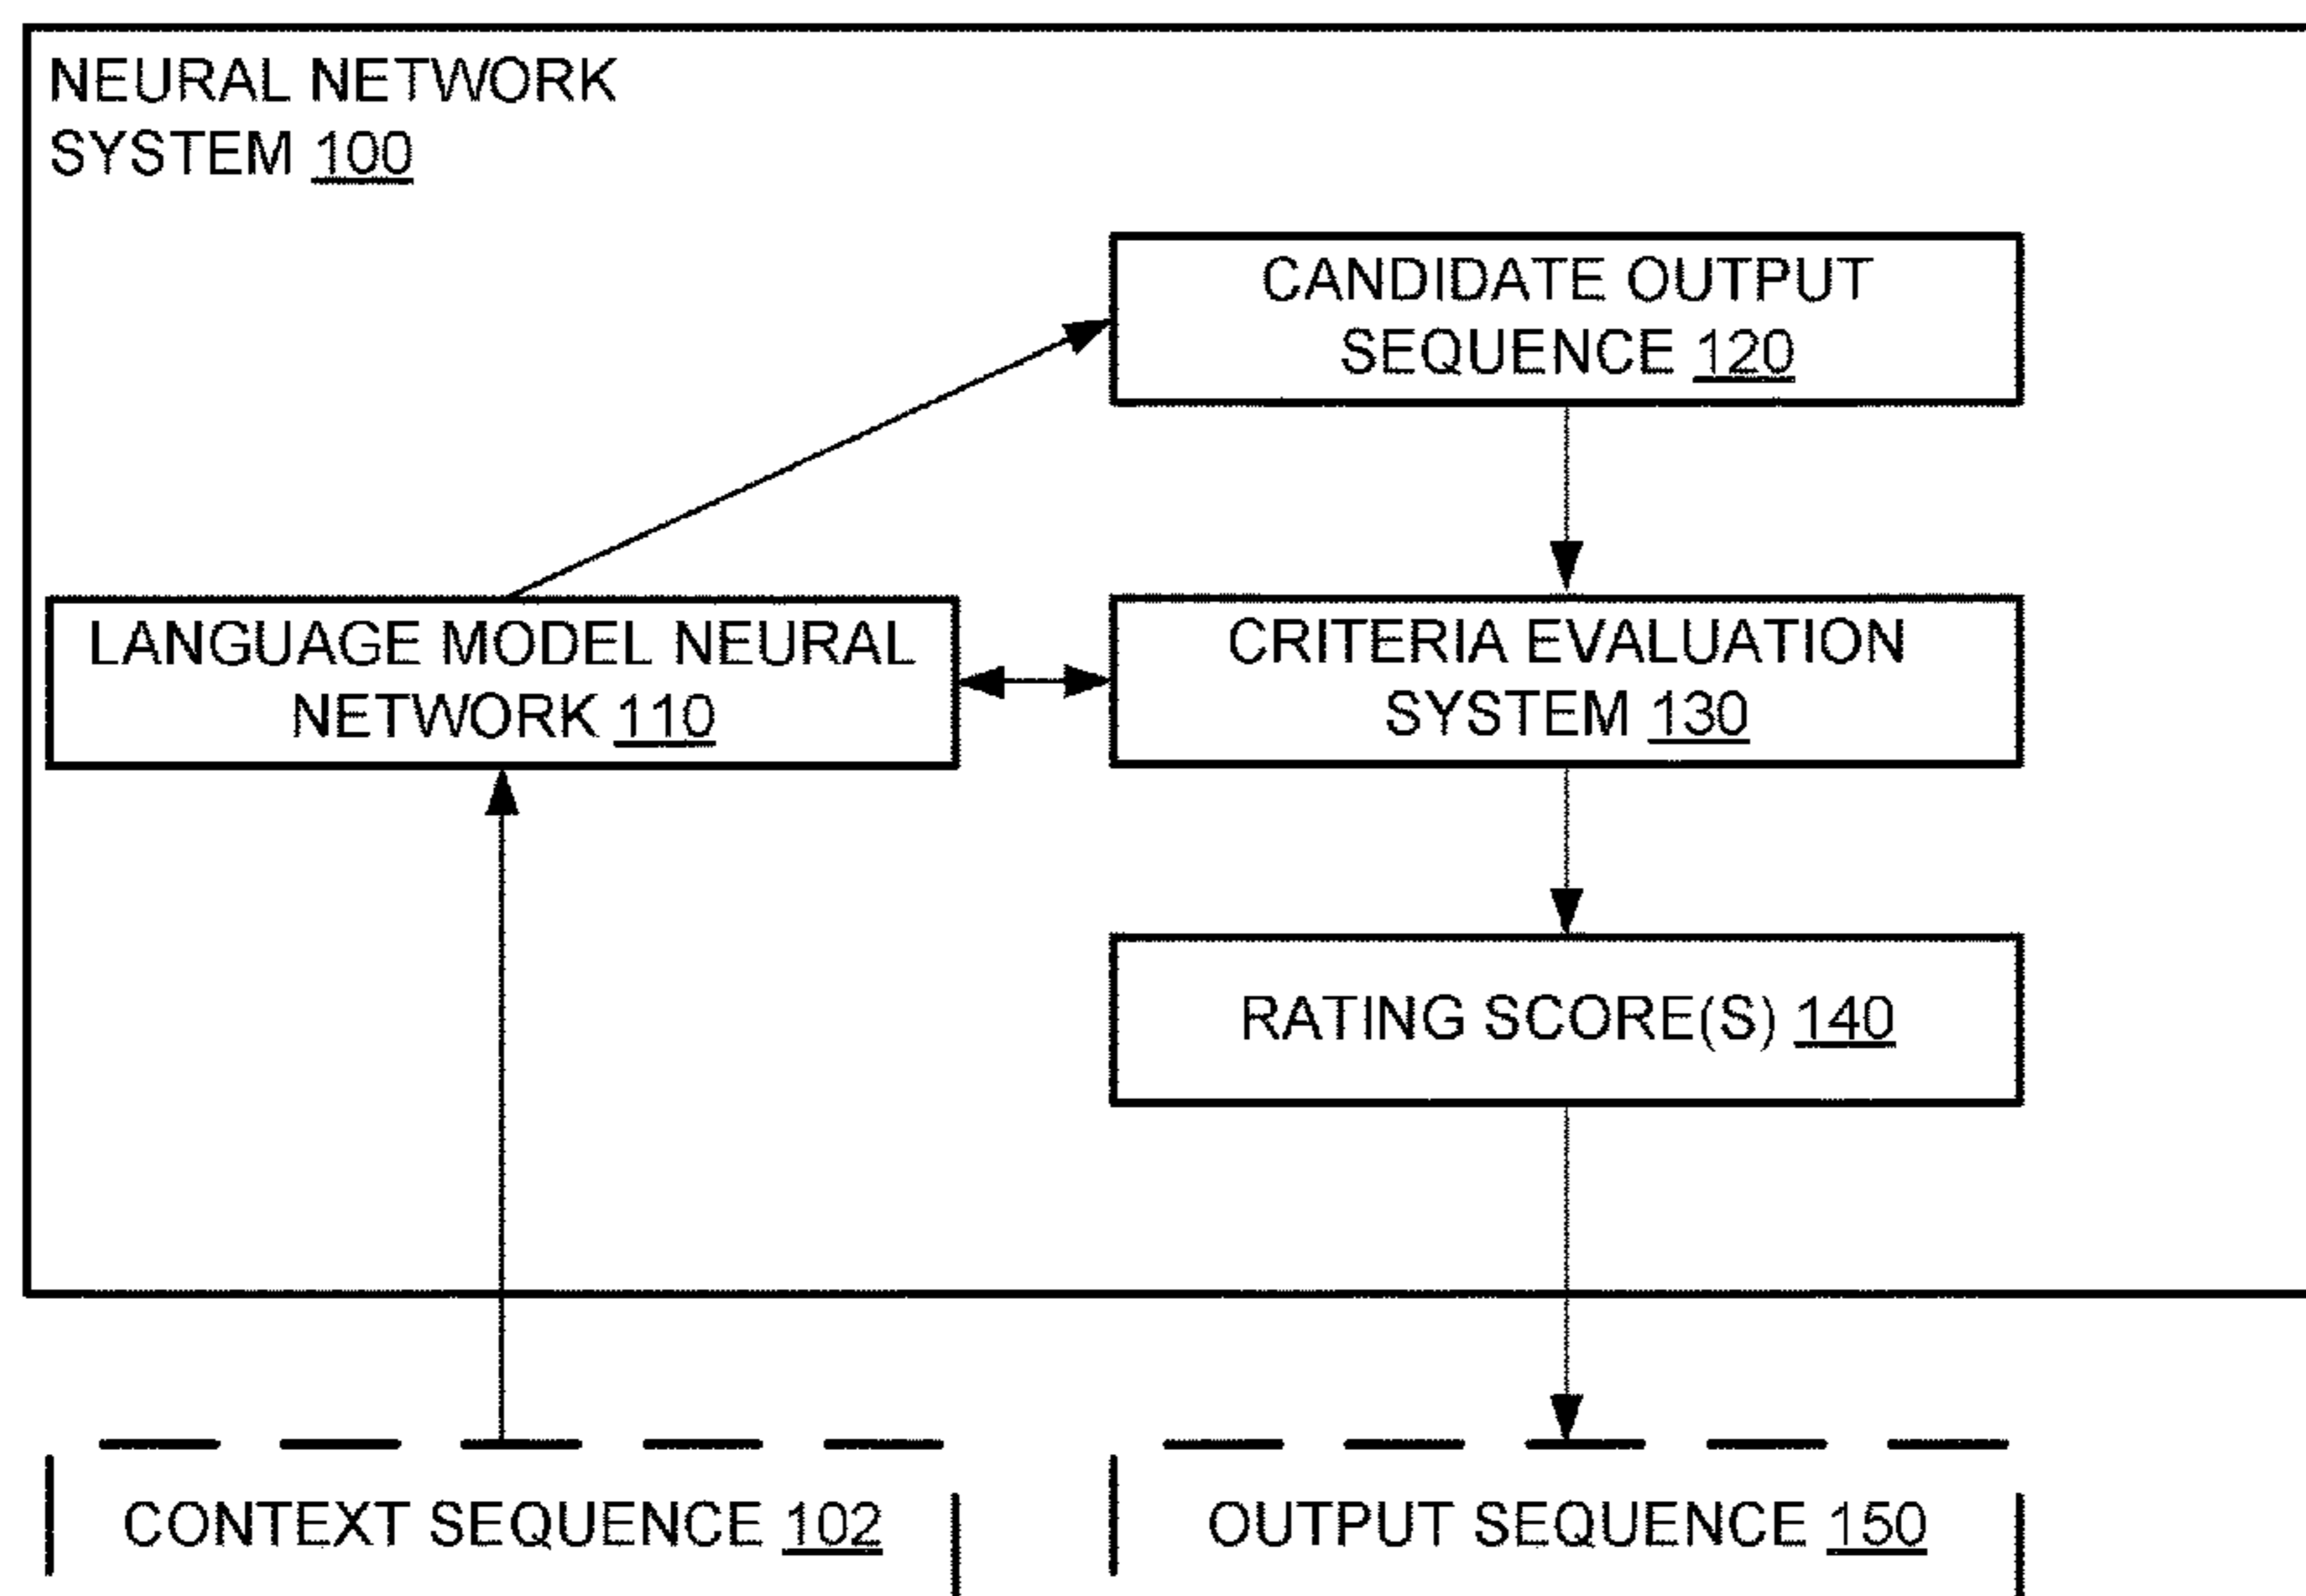 NEURAL NETWORK
SYSTEM 100
CANDIDATE OUTPUT
SEQUENCE 120
LANGUAGE MODEL NEURAL
NETWORK 110
CRITERIA EVALUATION
SYSTEM 130
RATING SCORE(S) 140
CONTEXT SEQUENCE 102
OUTPUT SEQUENCE 150